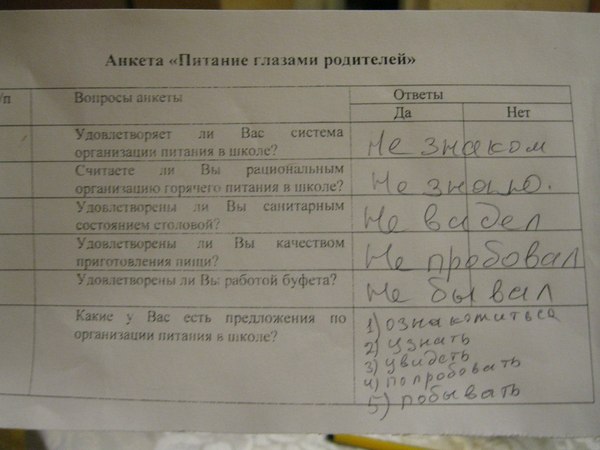 Анкета «Питание глазами родителей»
/п Вопросы анкеты Ответы
Да Нет
Удовлетворяет ли Вас система
организации питания в школе?
Не знаком
Считаете ли Вы рациональным
организацию горячего питания в школе?
Не знаю.
Удовлетворены ли Вы санитарным
состоянием столовой?
Не видел
Удовлетворены ли Вы качеством
приготовления пищи?
Не пробовал
Удовлетворены ли Вы работой буфета?
Не бывал
Какие у Вас есть предложения по
организации питания в школе?
1) ознакомиться
2) узнать
3) увидеть
4) попробовать
5) побывать